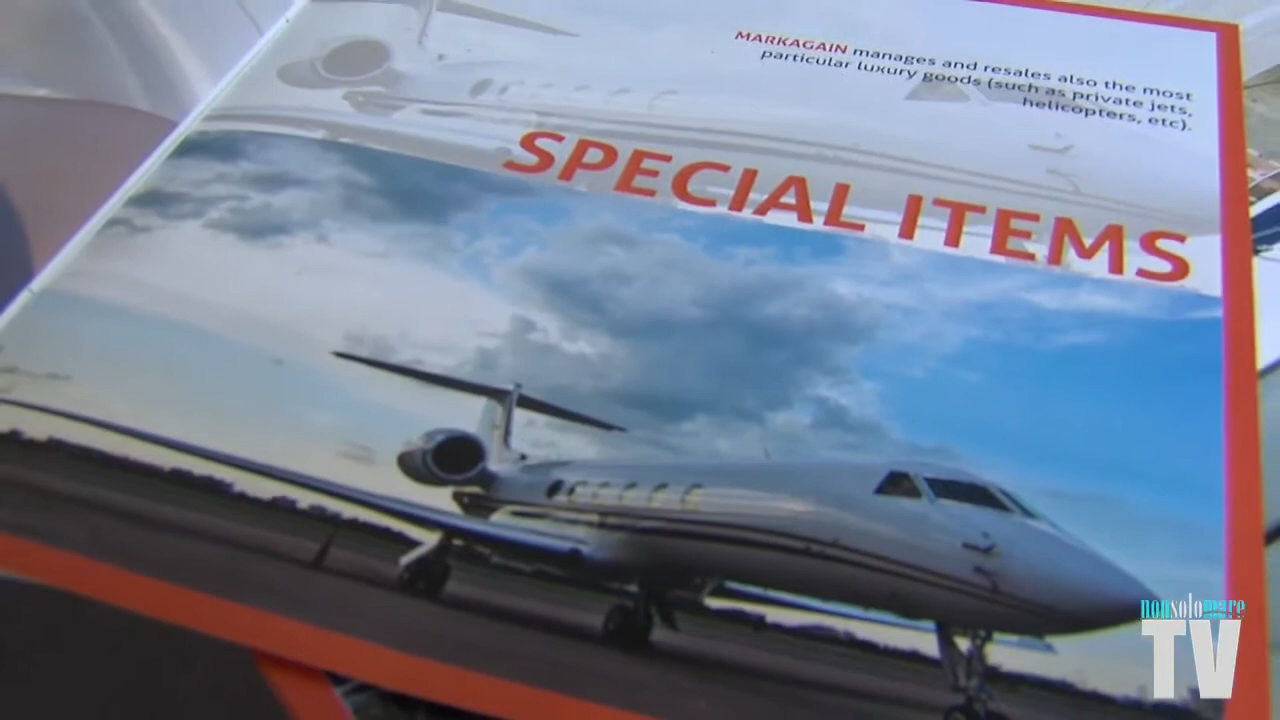 MARKAGAIN manages and resales also the most
particular luxury goods (such as private jets,
helicopters, etc).
SPECIAL ITEMS
nonsolomare
TV